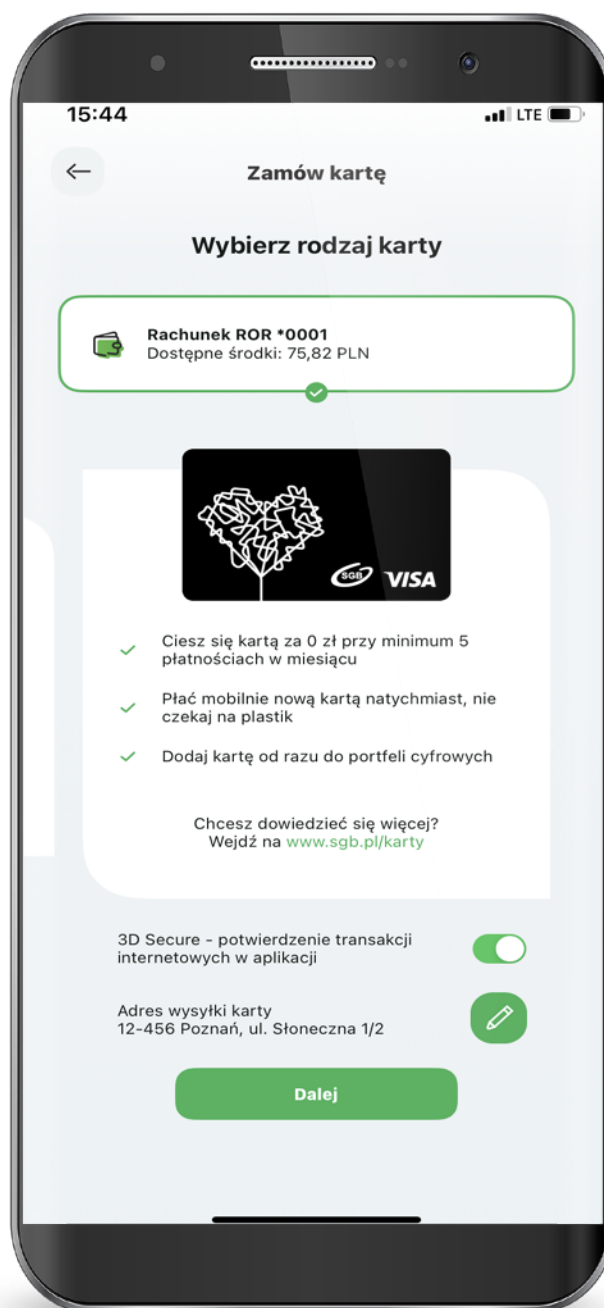 15:44
LTE
Zamów kartę
Wybierz rodzaj karty
Rachunek ROR *0001
Dostępne środki: 75,82 PLN
SGB VISA
Ciesz się kartą za 0 zł przy minimum 5
płatnościach w miesiącu
Płać mobilnie nową kartą natychmiast, nie
czekaj na plastik
Dodaj kartę od razu do portfeli cyfrowych
Chcesz dowiedzieć się więcej?
Wejdź na www.sgb.pl/karty
3D Secure – potwierdzenie transakcji
internetowych w aplikacji
Adres wysyłki karty
12-456 Poznań, ul. Słoneczna 1/2
Dalej